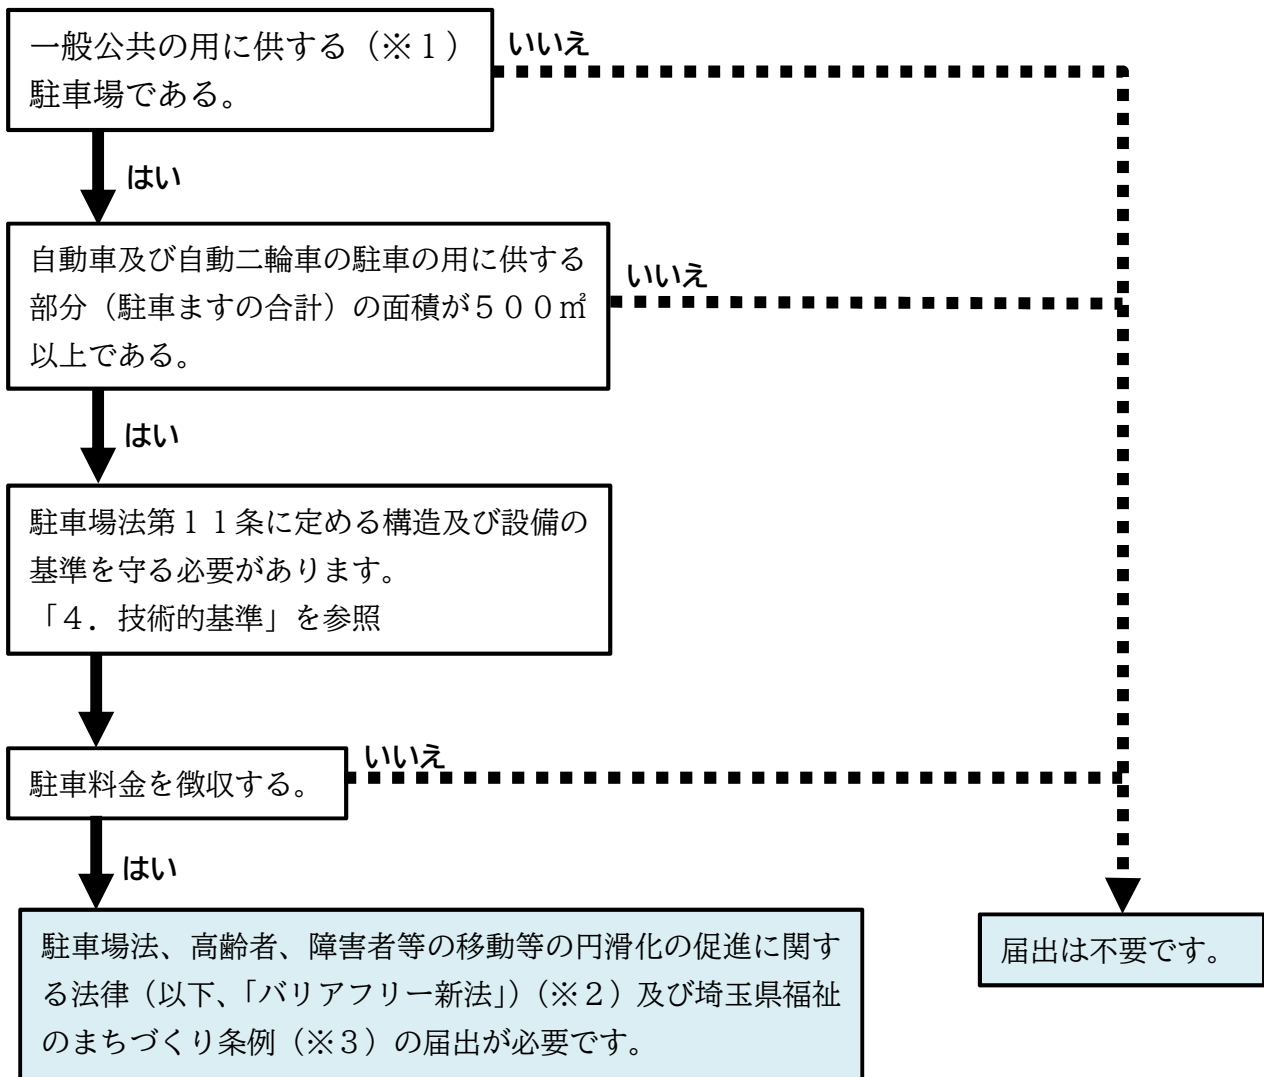 一般公共の用に供する（※１）
駐車場である。
いいえ
はい
自動車及び自動二輪車の駐車の用に供する
部分（駐車ますの合計）の面積が５００㎡
以上である。
いいえ
はい
駐車場法第１１条に定める構造及び設備の
基準を守る必要があります。
「４．技術的基準」を参照
駐車料金を徴収する。
いいえ
はい
駐車場法、高齢者、障害者等の移動等の円滑化の促進に関す
る法律（以下、「バリアフリー新法」）（※２）及び埼玉県福祉
のまちづくり条例（※３）の届出が必要です。
届出は不要です。